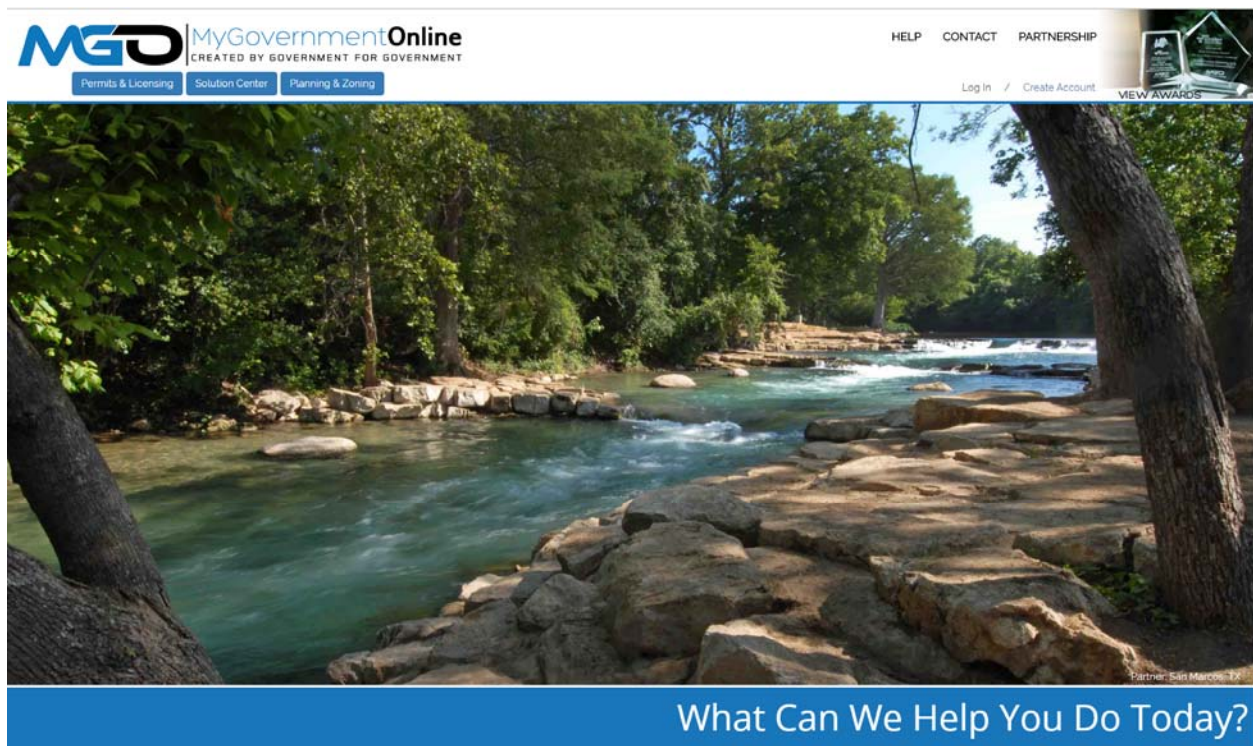 MGO
MyGovernmentOnline
CREATED BY GOVERNMENT FOR GOVERNMENT
HELP CONTACT PARTNERSHIP
Permits & Licensing Solution Center Planning & Zoning
Log In / Create Account
VIEW AWARDS
Partner: San Marcos, TX
What Can We Help You Do Today?